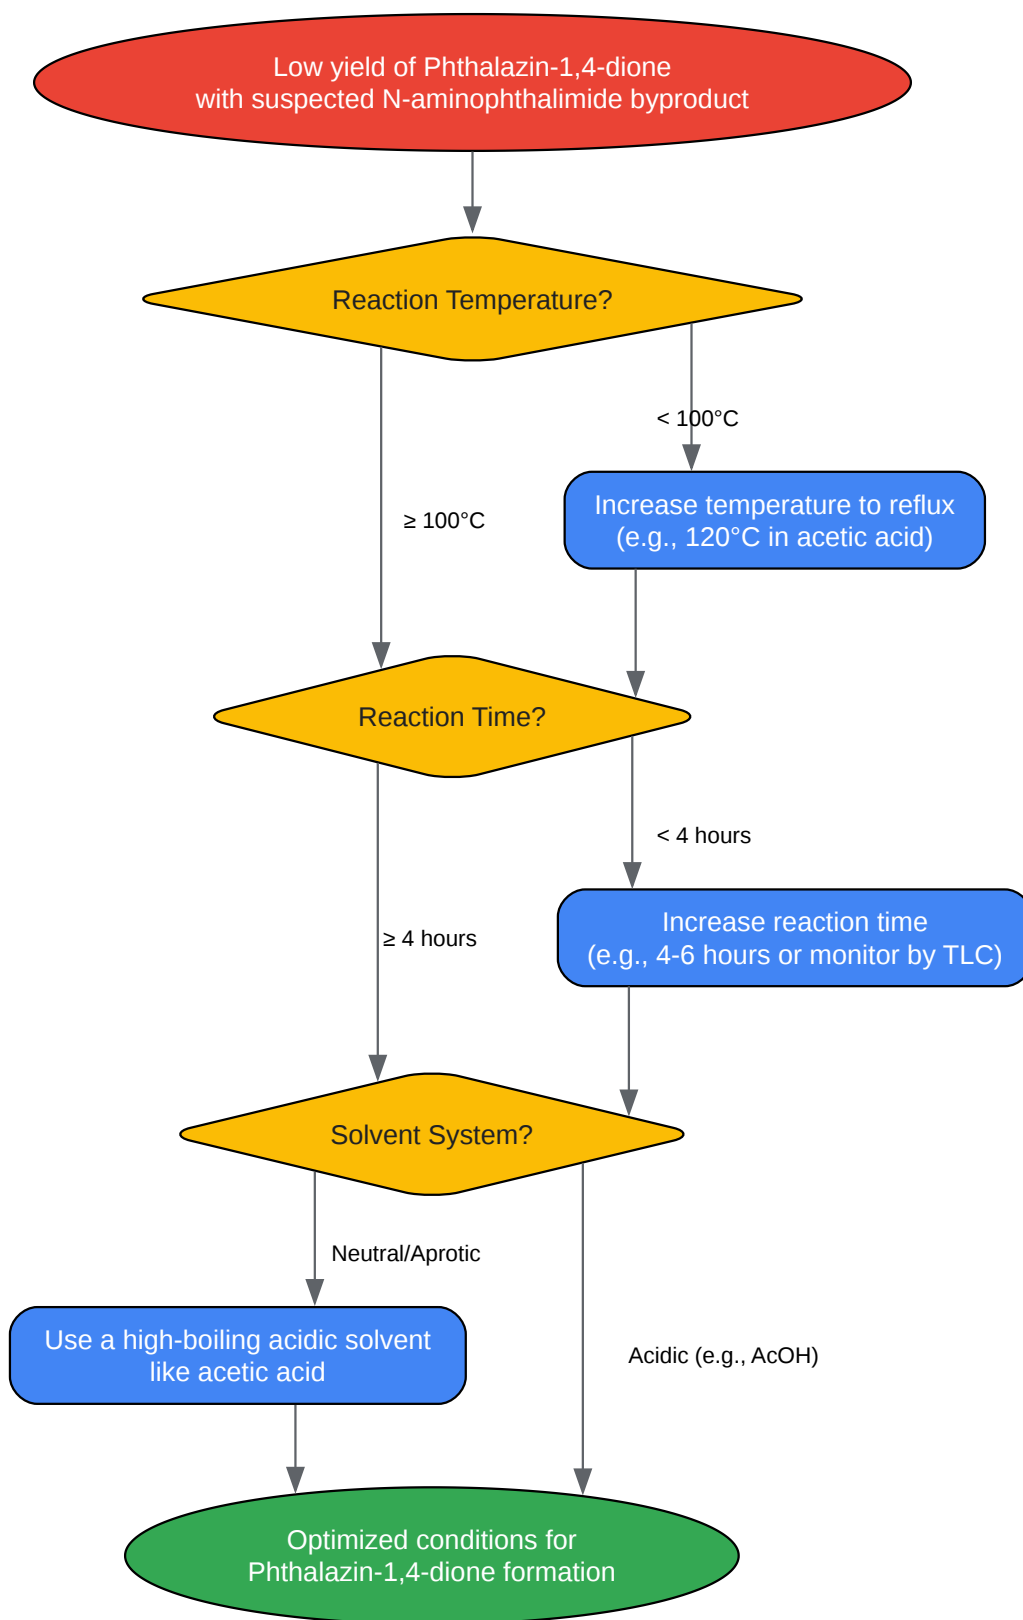 Low yield of Phthalazin-1,4-dione
with suspected N-aminophthalimide byproduct
Reaction Temperature?
< 100°C
≥ 100°C
Increase temperature to reflux
(e.g., 120°C in acetic acid)
Reaction Time?
< 4 hours
≥ 4 hours
Increase reaction time
(e.g., 4-6 hours or monitor by TLC)
Solvent System?
Neutral/Aprotic
Use a high-boiling acidic solvent
like acetic acid
Acidic (e.g., AcOH)
Optimized conditions for
Phthalazin-1,4-dione formation